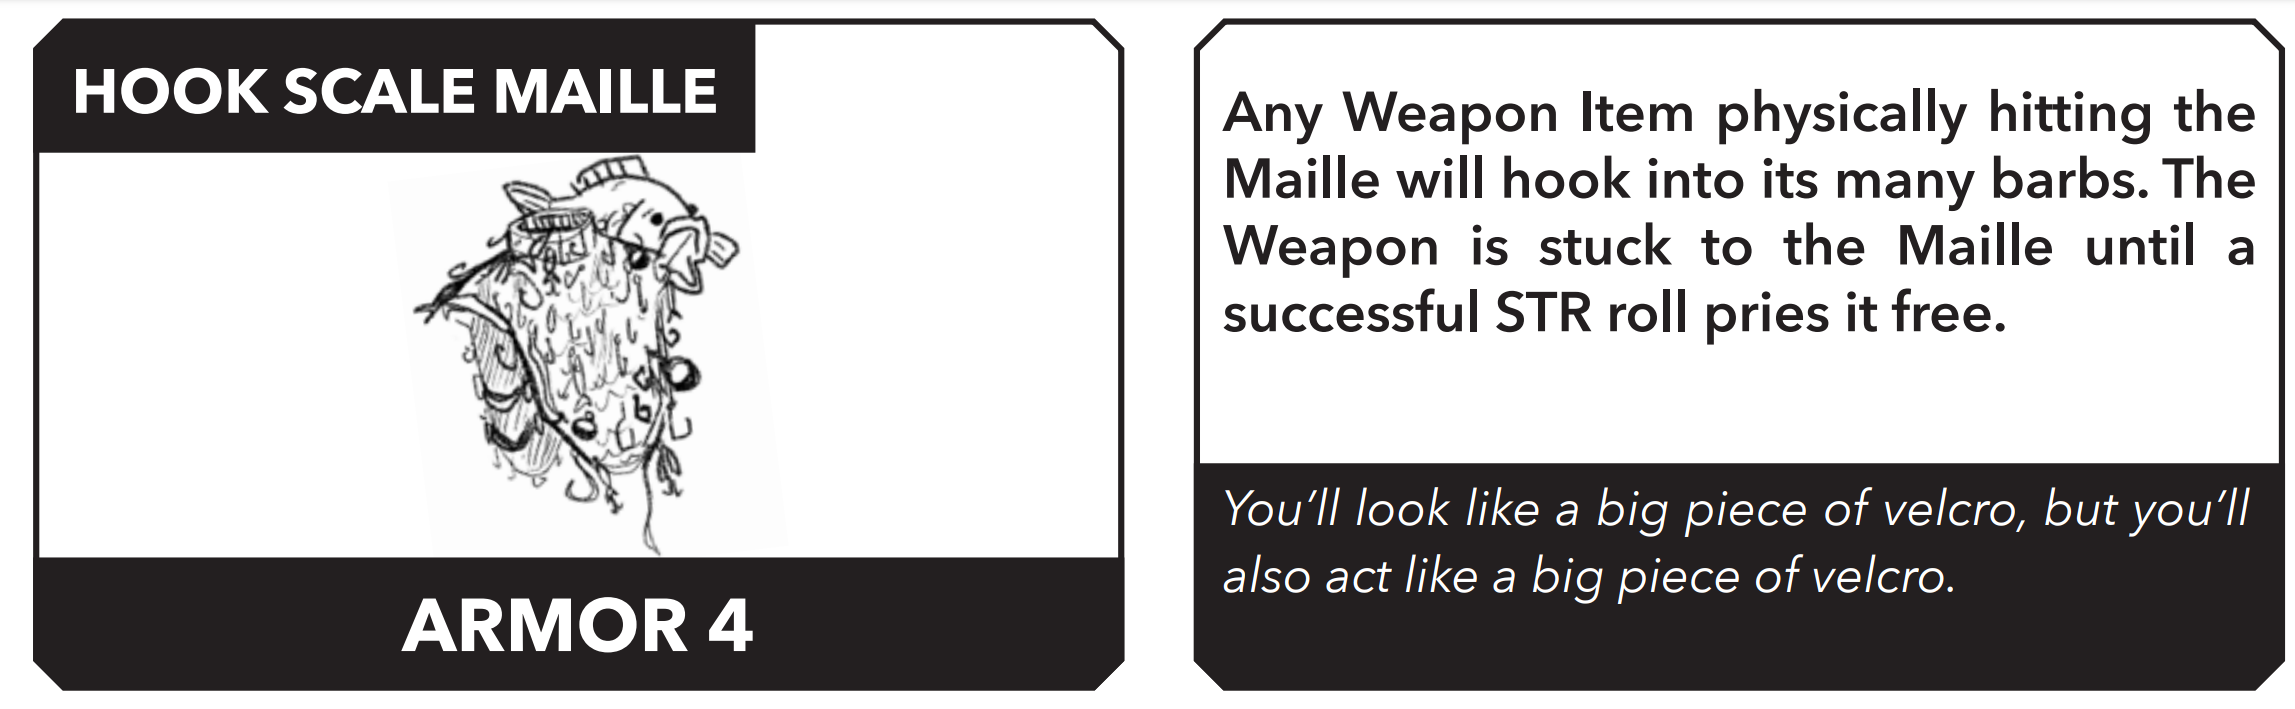 HOOK SCALE MAILLE
ARMOR 4
Any Weapon Item physically hitting the
Maille will hook into its many barbs. The
Weapon is stuck to the Maille until a
successful STR roll pries it free.
You’ll look like a big piece of velcro, but you’ll
also act like a big piece of velcro.